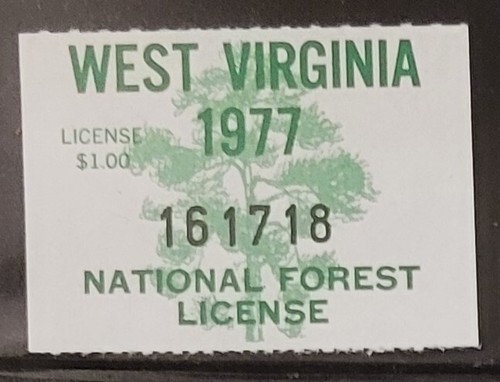 WEST VIRGINIA
1977
LICENSE
$1.00
161718
NATIONAL FOREST
LICENSE